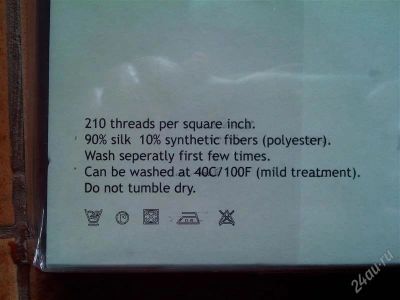 210 threads per square inch.
90% silk 10% synthetic fibers (polyester).
Wash seperatly first few times.
Can be washed at 40C/100F (mild treatment).
Do not tumble dry.
24au.ru